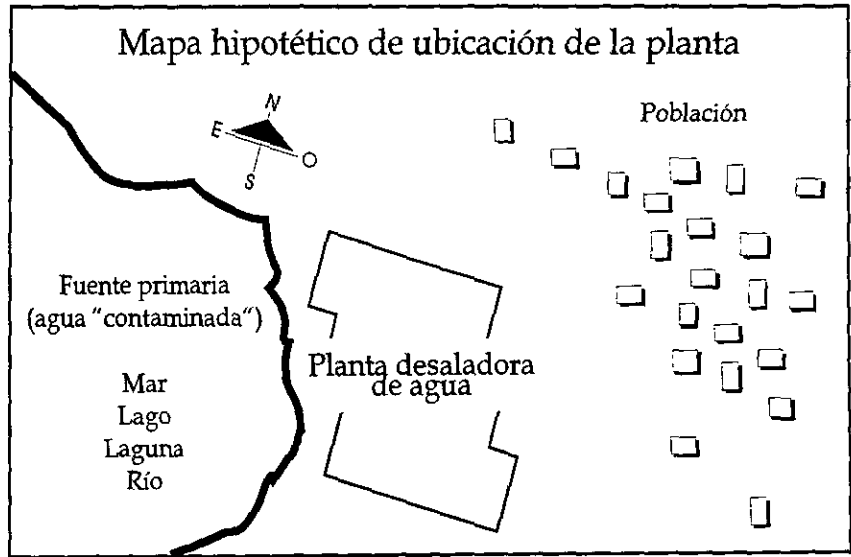 Mapa hipotético de ubicación de la planta
N
E
O
S
Población
Fuente primaria
(agua "contaminada")
Mar
Lago
Laguna
Río
Planta desaladora
de agua